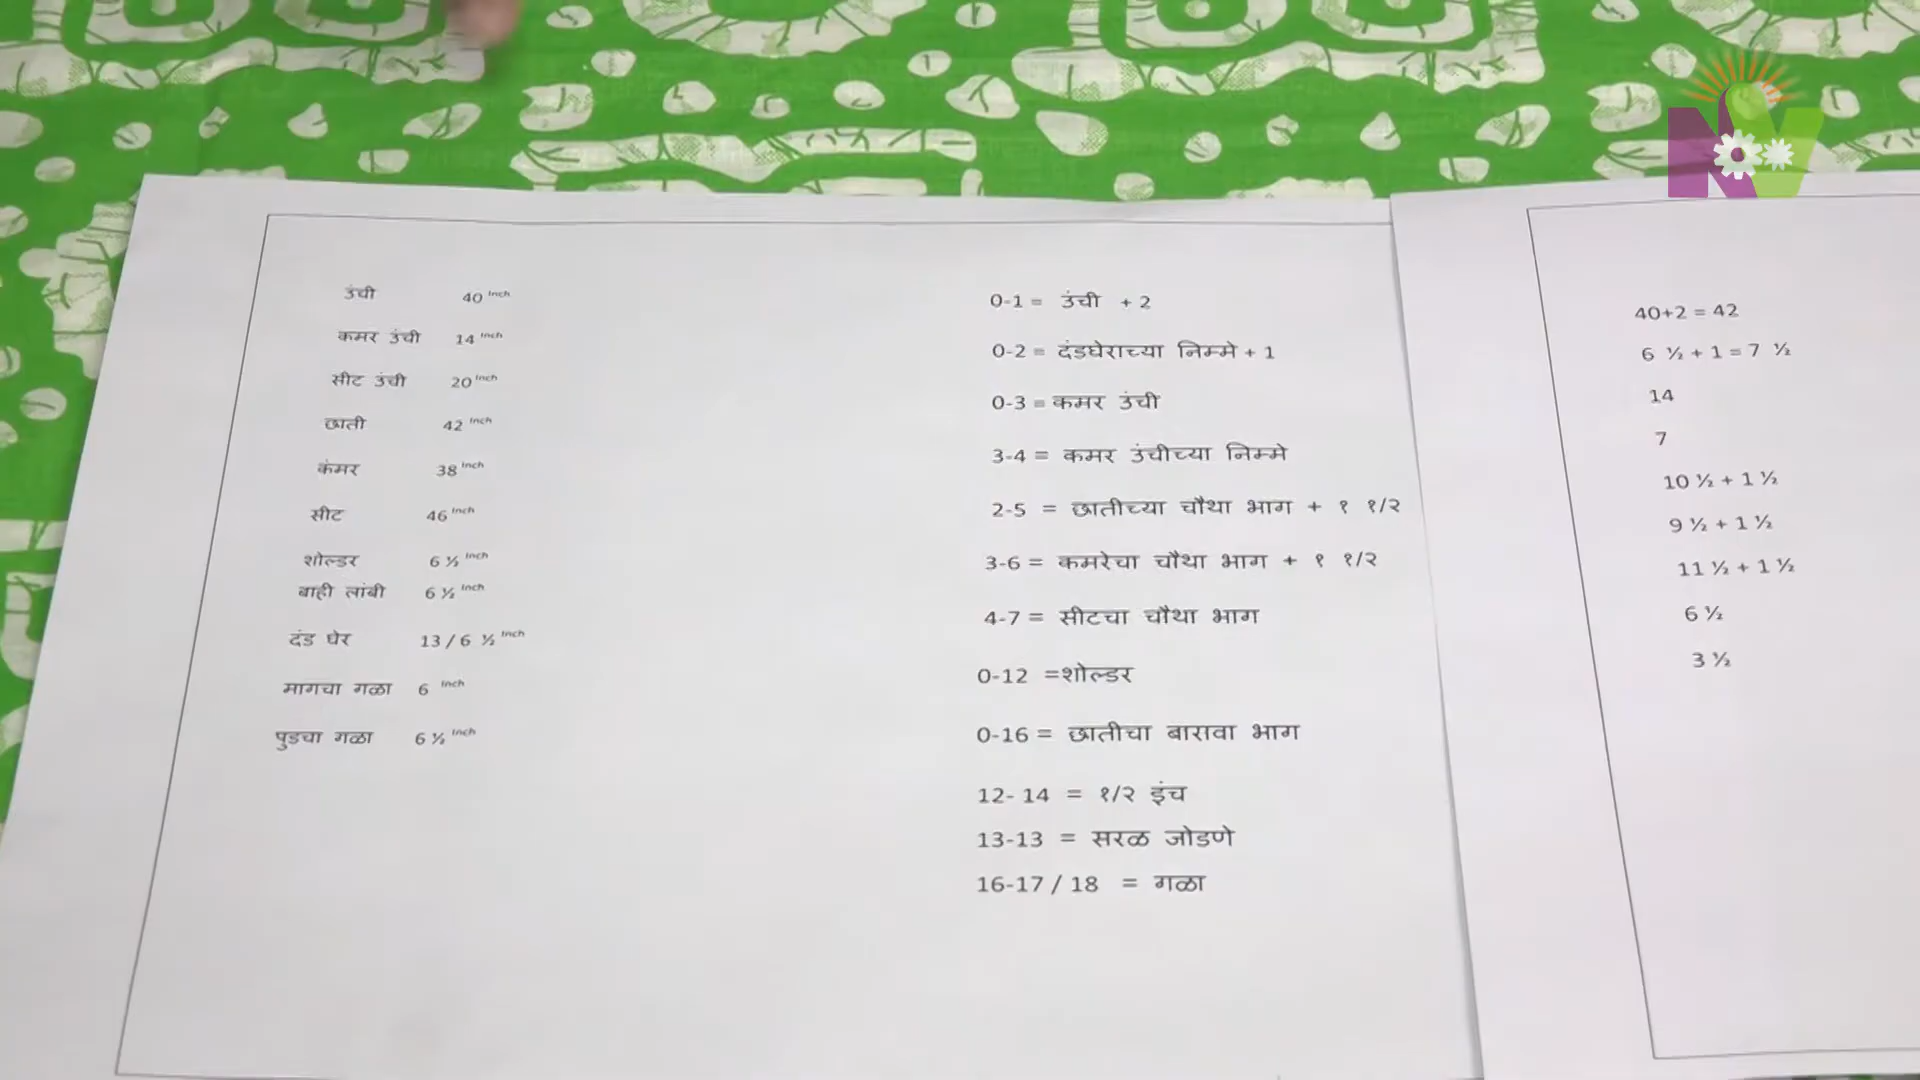 उंची 40 Inch
कमर उंची 14 Inch
सीट उंची 20 Inch
छाती 42 Inch
कंमर 38 Inch
सीट 46 Inch
शोल्डर 6 ½ Inch
बाही लांबी 6 ½ Inch
दंड घेर 13 / 6 ½ Inch
मागचा गळा 6 Inch
पुडचा गळा 6 ½ Inch
0-1 = उंची + 2
0-2 = दंडघेराच्या निम्मे + 1
0-3 = कमर उंची
3-4 = कमर उंचीच्या निम्मे
2-5 = छातीच्या चौथा भाग + १ १/२
3-6 = कमरेचा चौथा भाग + १ १/२
4-7 = सीटचा चौथा भाग
0-12 =शोल्डर
0-16 = छातीचा बारावा भाग
12- 14 = १/२ इंच
13-13 = सरळ जोडणे
16-17 / 18 = गळा
40+2 = 42
6 ½ + 1 = 7 ½
14
7
10 ½ + 1 ½
9 ½ + 1 ½
11 ½ + 1 ½
6 ½
3 ½
NV